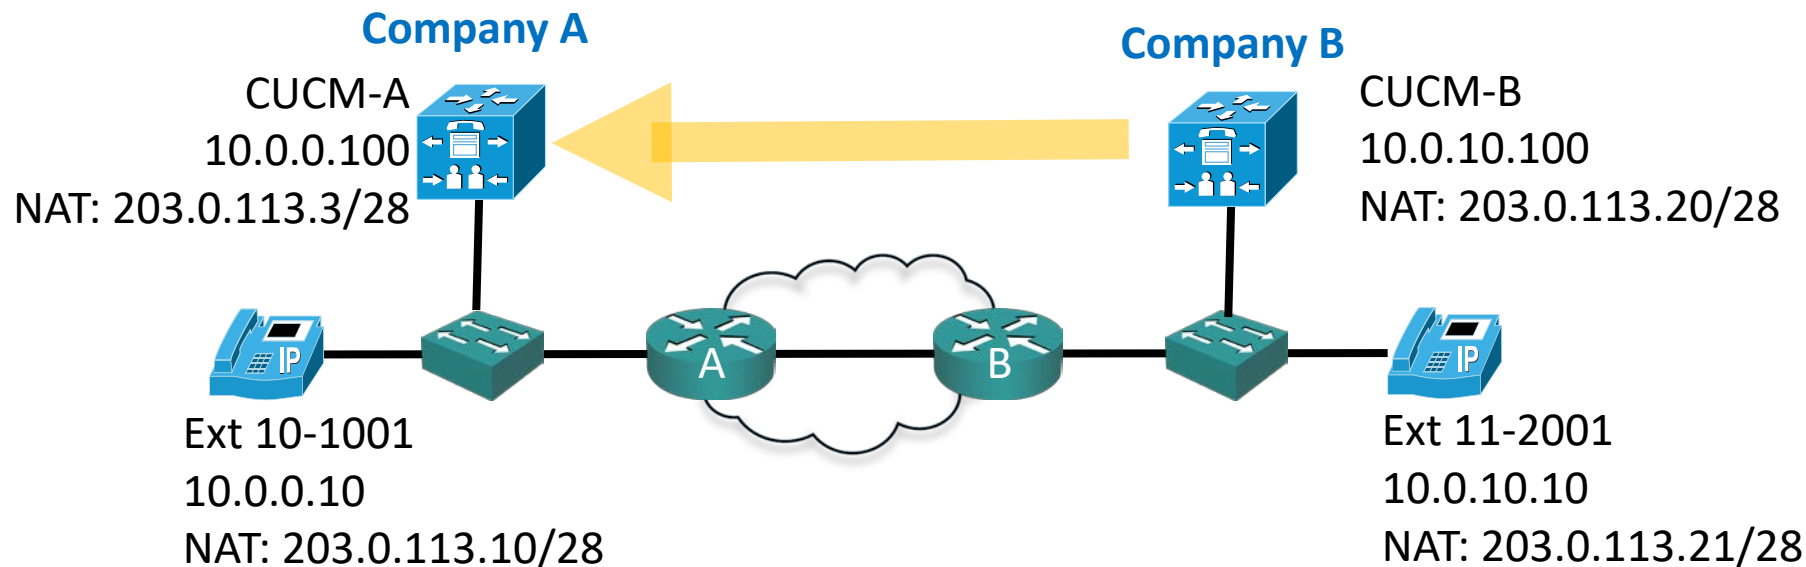 Company A
Company B
CUCM-A
10.0.0.100
NAT: 203.0.113.3/28
CUCM-B
10.0.10.100
NAT: 203.0.113.20/28
IP
A
B
IP
Ext 10-1001
10.0.0.10
NAT: 203.0.113.10/28
Ext 11-2001
10.0.10.10
NAT: 203.0.113.21/28